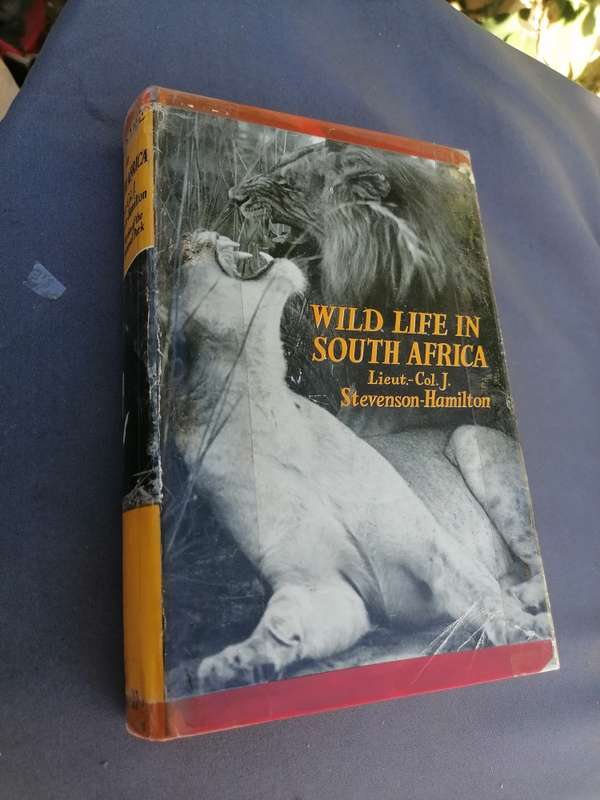 WILD LIFE IN
SOUTH AFRICA
Lieut.-Col. J.
Stevenson-Hamilton